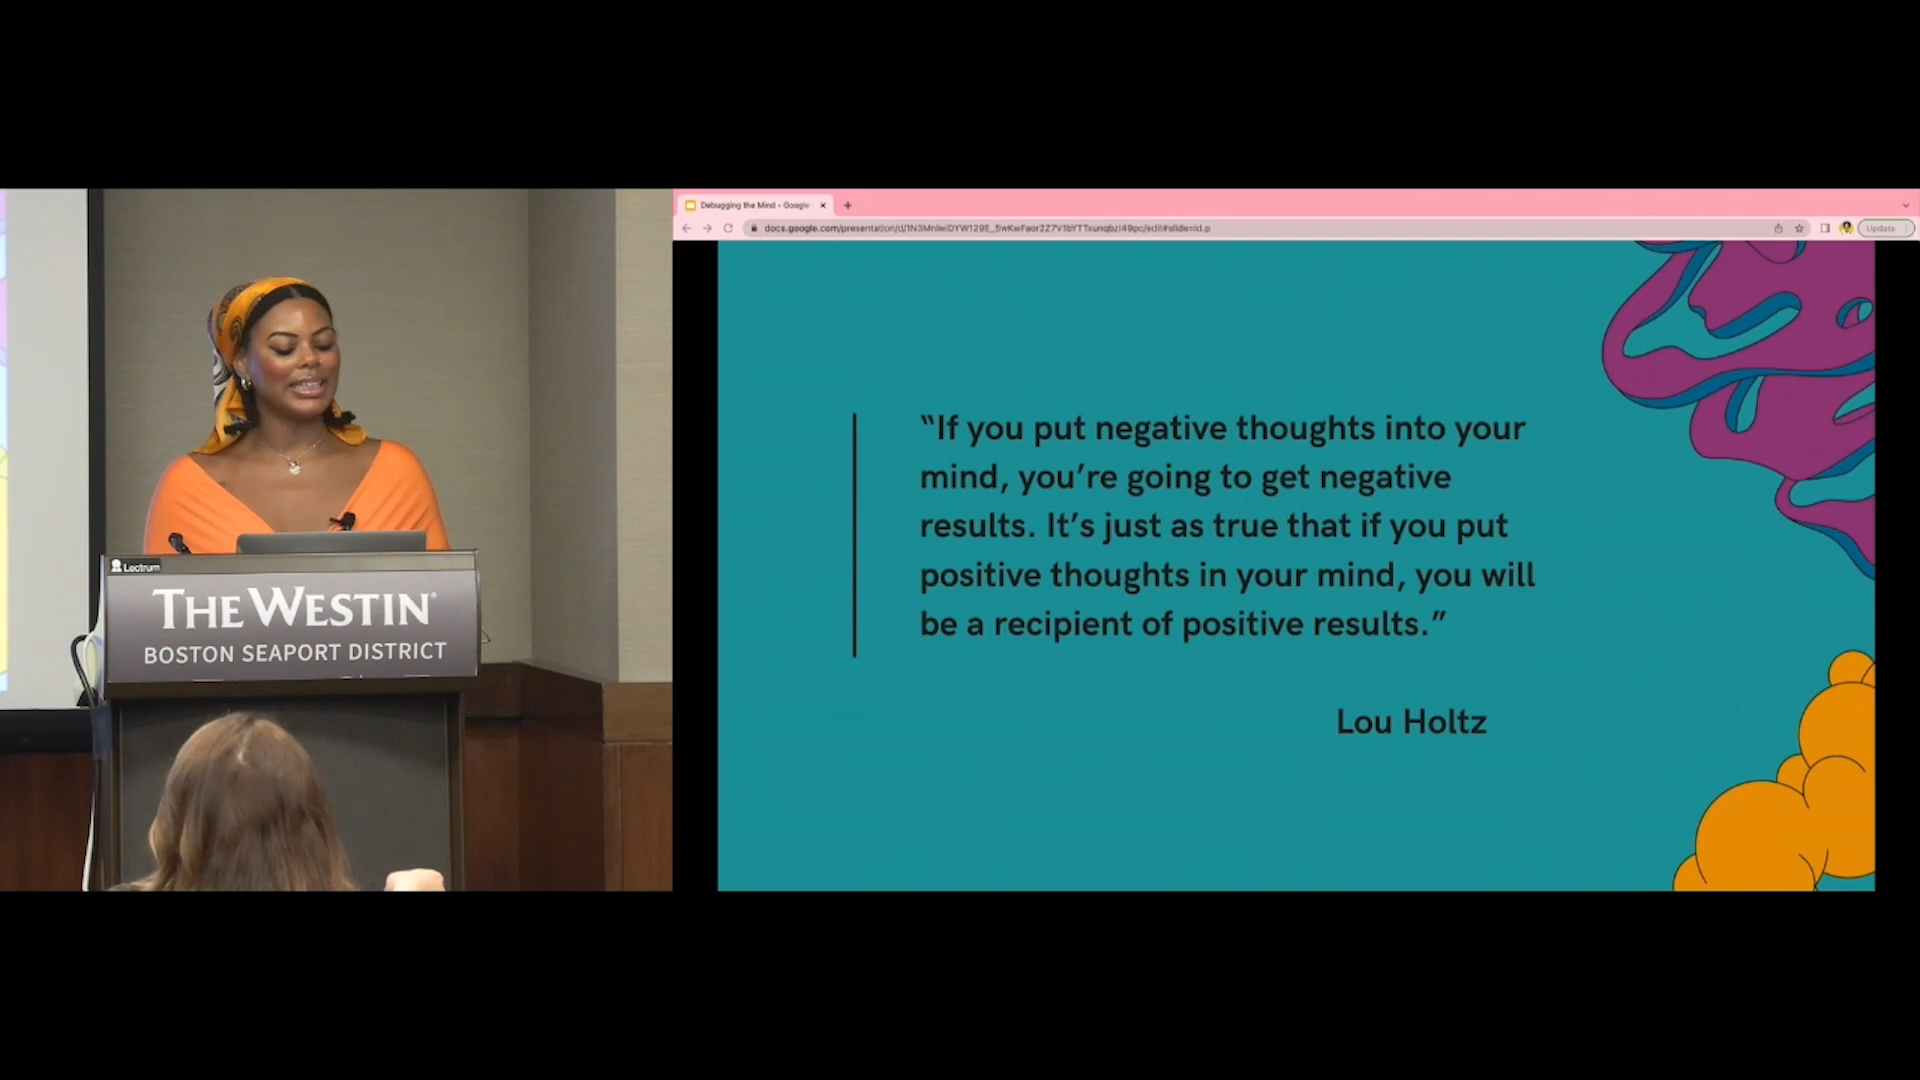 Debugging the Mind - Google
Update
Lectrum
THE WESTIN
BOSTON SEAPORT DISTRICT
“If you put negative thoughts into your
mind, you’re going to get negative
results. It’s just as true that if you put
positive thoughts in your mind, you will
be a recipient of positive results.”
Lou Holtz